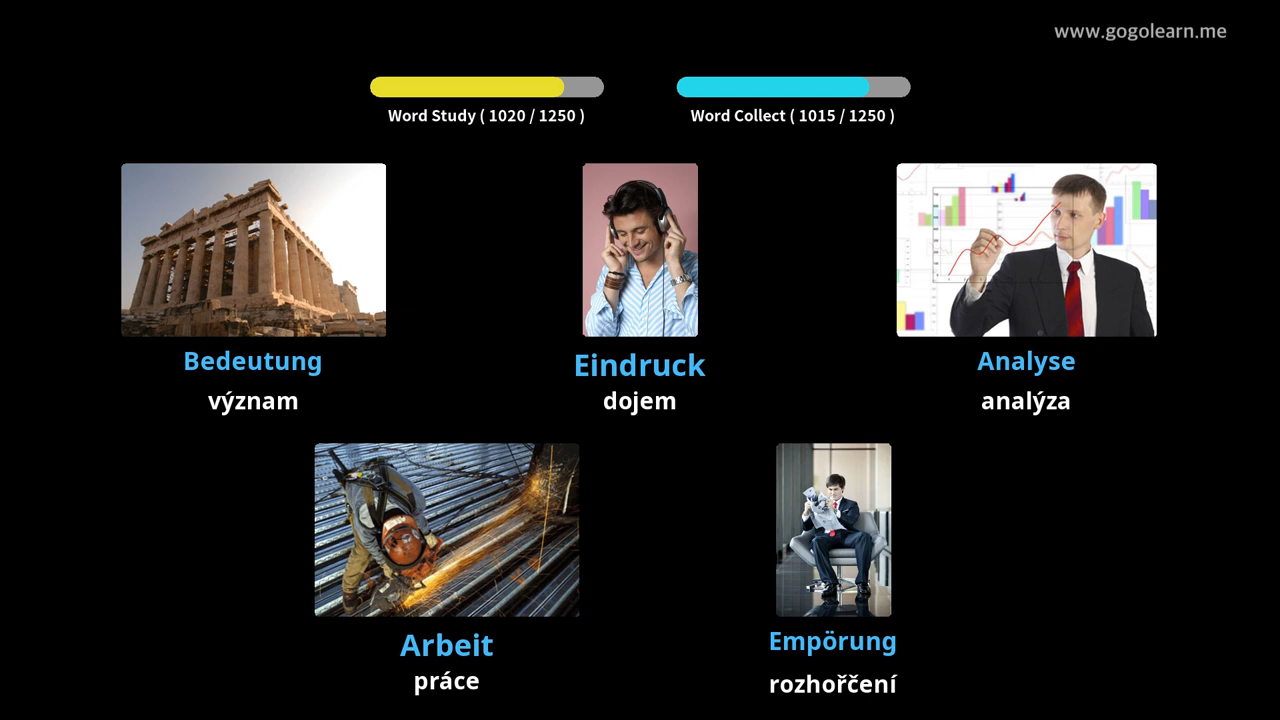 www.gogolearn.me
Word Study ( 1020 / 1250 )
Word Collect ( 1015 / 1250 )
Bedeutung
význam
Eindruck
dojem
Analyse
analýza
Arbeit
práce
Empörung
rozhořčení